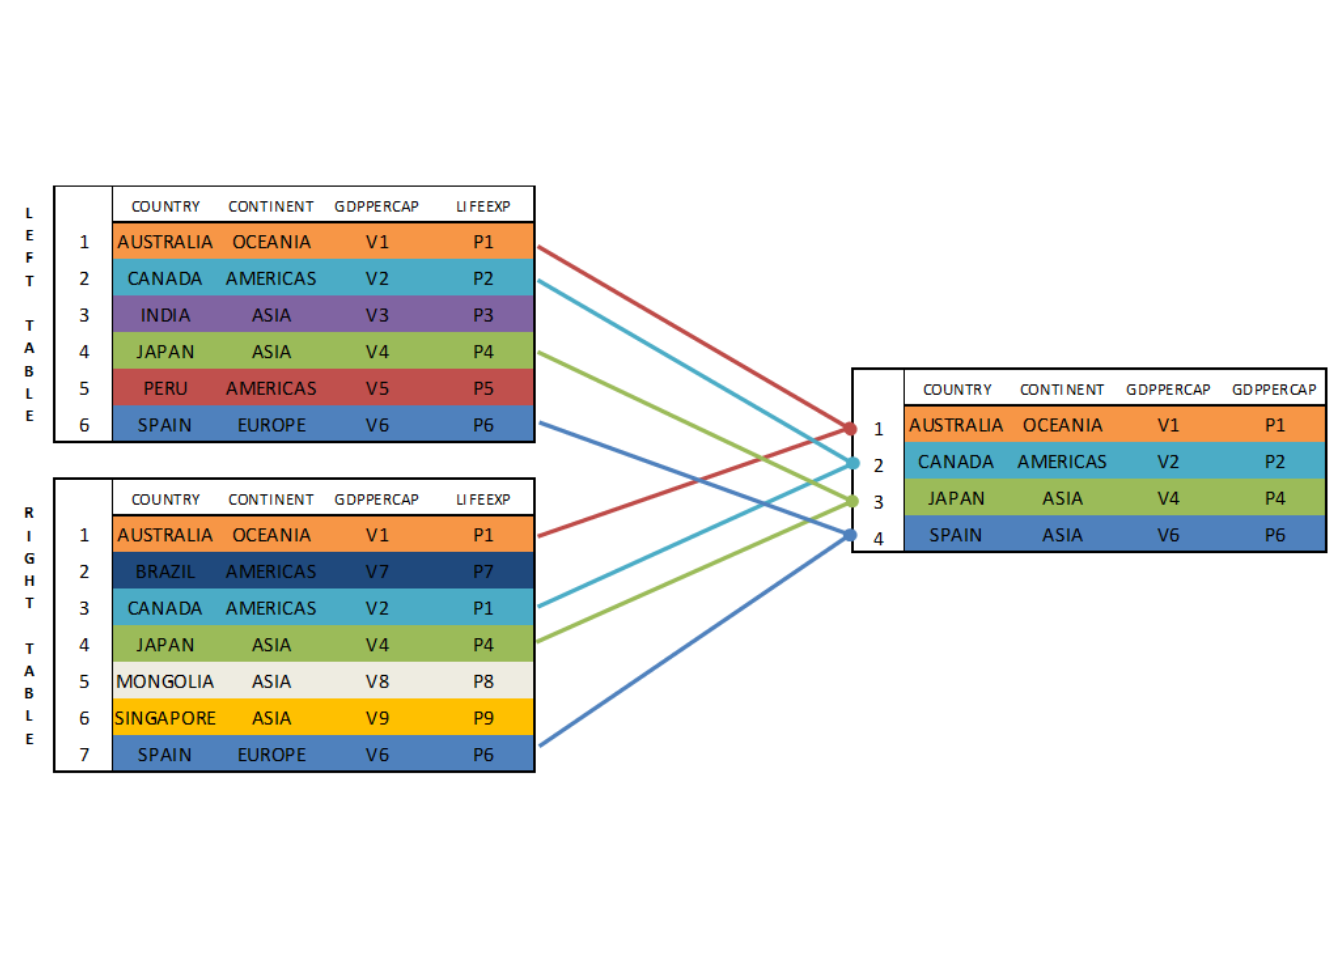 LEFT TABLE
COUNTRY CONTINENT GDPPERCAP LIFEEXP
1 AUSTRALIA OCEANIA V1 P1
2 CANADA AMERICAS V2 P2
3 INDIA ASIA V3 P3
4 JAPAN ASIA V4 P4
5 PERU AMERICAS V5 P5
6 SPAIN EUROPE V6 P6
RIGHT TABLE
COUNTRY CONTINENT GDPPERCAP LIFEEXP
1 AUSTRALIA OCEANIA V1 P1
2 BRAZIL AMERICAS V7 P7
3 CANADA AMERICAS V2 P1
4 JAPAN ASIA V4 P4
5 MONGOLIA ASIA V8 P8
6 SINGAPORE ASIA V9 P9
7 SPAIN EUROPE V6 P6
COUNTRY CONTINENT GDPPERCAP GDPPERCAP
1 AUSTRALIA OCEANIA V1 P1
2 CANADA AMERICAS V2 P2
3 JAPAN ASIA V4 P4
4 SPAIN ASIA V6 P6